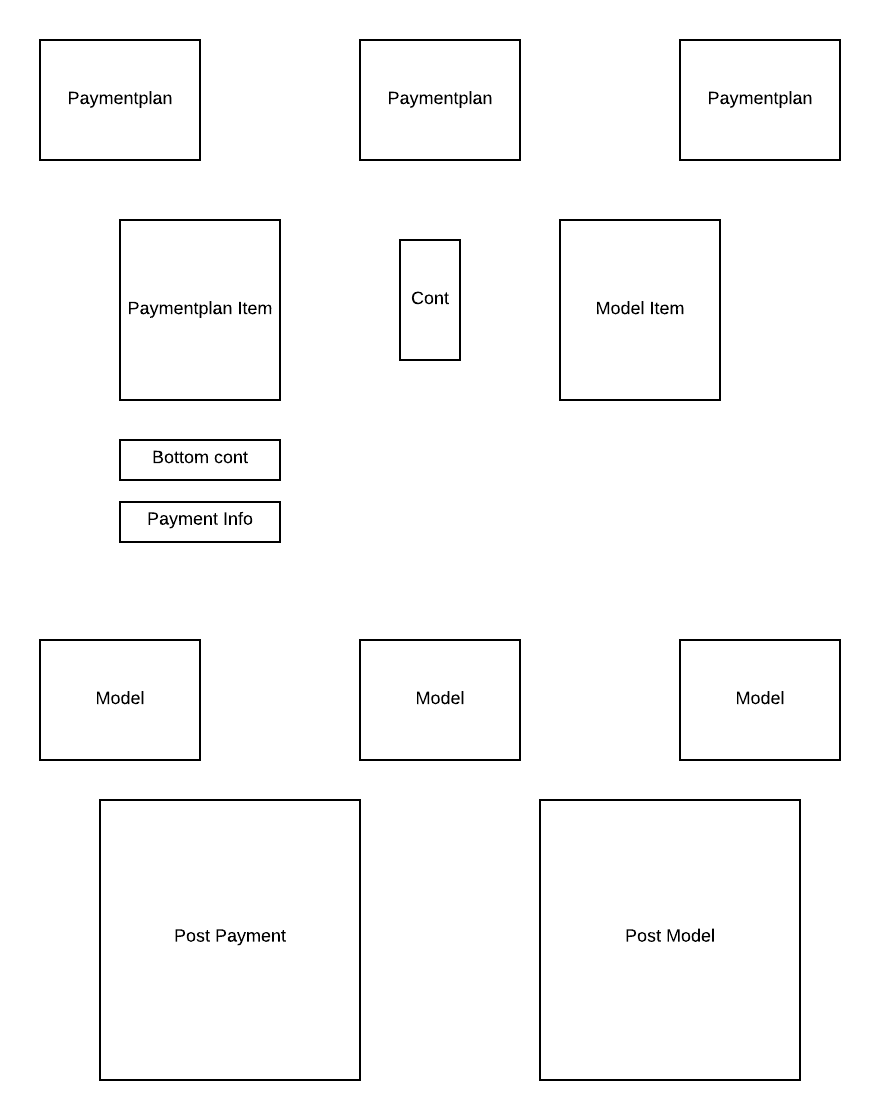 Paymentplan
Paymentplan
Paymentplan
Paymentplan Item
Cont
Model Item
Bottom cont
Payment Info
Model
Model
Model
Post Payment
Post Model